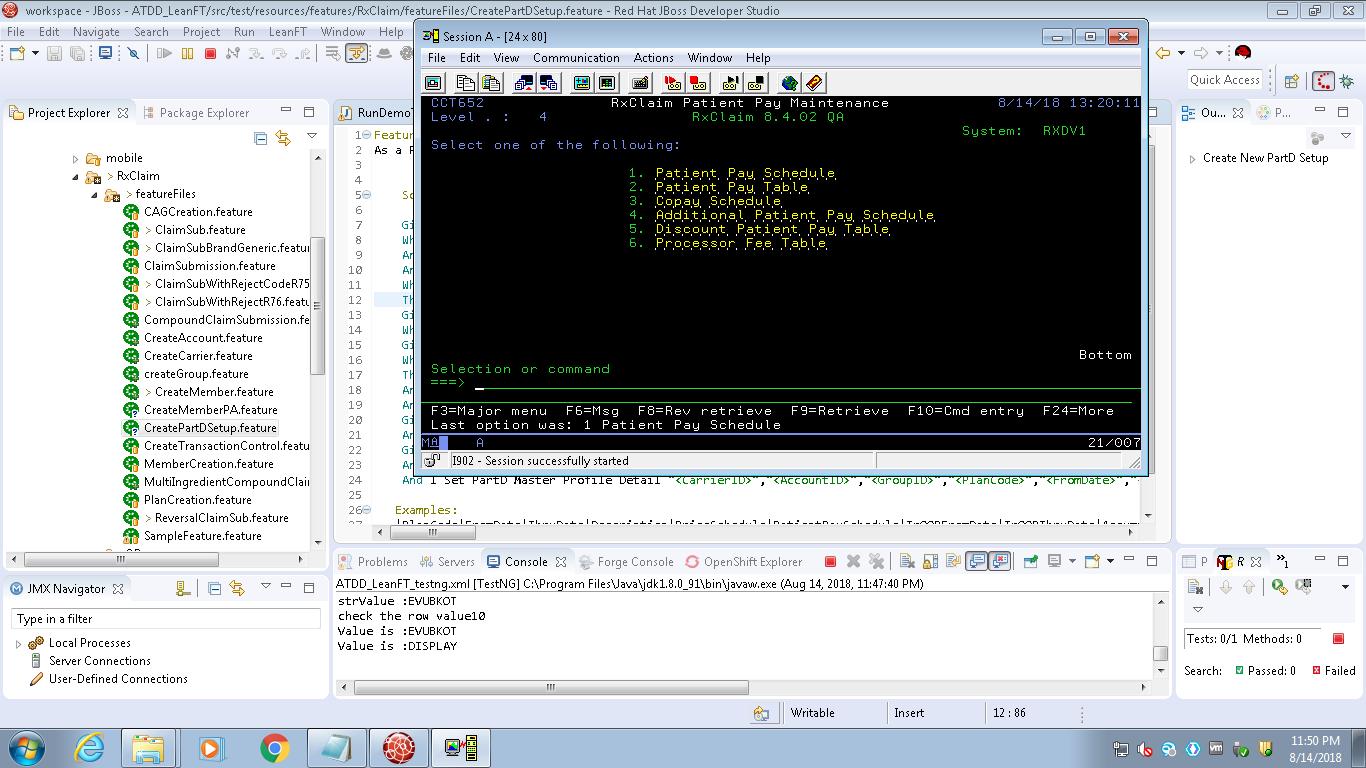 workspace - JBoss - ATDD_LeanFT/src/test/resources/features/RxClaim/featureFiles/CreatePartDSetup.feature - Red Hat JBoss Developer Studio
File Edit Navigate Search Project Run LeanFT Window Help
Quick Access
Project Explorer
Package Explorer
mobile
> RxClaim
> featureFiles
CAGCreation.feature
> ClaimSub.feature
> ClaimSubBrandGeneric.featur
ClaimSubmission.feature
> ClaimSubWithRejectCodeR75
> ClaimSubWithRejectR76.featu
CompoundClaimSubmission.fe
CreateAccount.feature
CreateCarrier.feature
createGroup.feature
> CreateMember.feature
CreateMemberPA.feature
CreatePartDSetup.feature
CreateTransactionControl.featu
MemberCreation.feature
MultiIngredientCompoundClai
PlanCreation.feature
> ReversalClaimSub.feature
SampleFeature.feature
JMX Navigator
Type in a filter
Local Processes
Server Connections
User-Defined Connections
RunDemoT
1 Featur
2 As a R
3
4
5 Sc
6
7 Gi
8 Wh
9 An
10 An
11 Wh
12 Th
13 Gi
14 Wh
15 An
16 Gi
17 Wh
Th
18 An
19 An
20 Gi
21 An
22 Gi
23 An
24 And I Set PartD Master Profile Detail "<CarrierID>","<AccountID>","<GroupID>","<PlanCode>","<FromDate>",
25
26 Examples:
Session A - [24 x 80]
File Edit View Communication Actions Window Help
CCT652 RxClaim Patient Pay Maintenance 8/14/18 13:20:11
Level . : 4 RxClaim 8.4.02 QA
System: RXDV1
Select one of the following:
1. Patient Pay Schedule
2. Patient Pay Table
3. Copay Schedule
4. Additional Patient Pay Schedule
5. Discount Patient Pay Table
6. Processor Fee Table
Bottom
Selection or command
===>
F3=Major menu F6=Msg F8=Rev retrieve F9=Retrieve F10=Cmd entry F24=More
Last option was: 1 Patient Pay Schedule
MA A 21/007
I902 - Session successfully started
Ou...
P...
Create New PartD Setup
Problems Servers Console Forge Console OpenShift Explorer
ATDD_LeanFT_testng.xml [TestNG] C:\Program Files\Java\jdk1.8.0_91\bin\javaw.exe (Aug 14, 2018, 11:47:40 PM)
strValue :EVUBKOT
check the row value10
Value is :EVUBKOT
Value is :DISPLAY
P
R
»1
Tests: 0/1 Methods: 0
Search: Passed: 0 Failed
Writable Insert 12 : 86
11:50 PM
8/14/2018